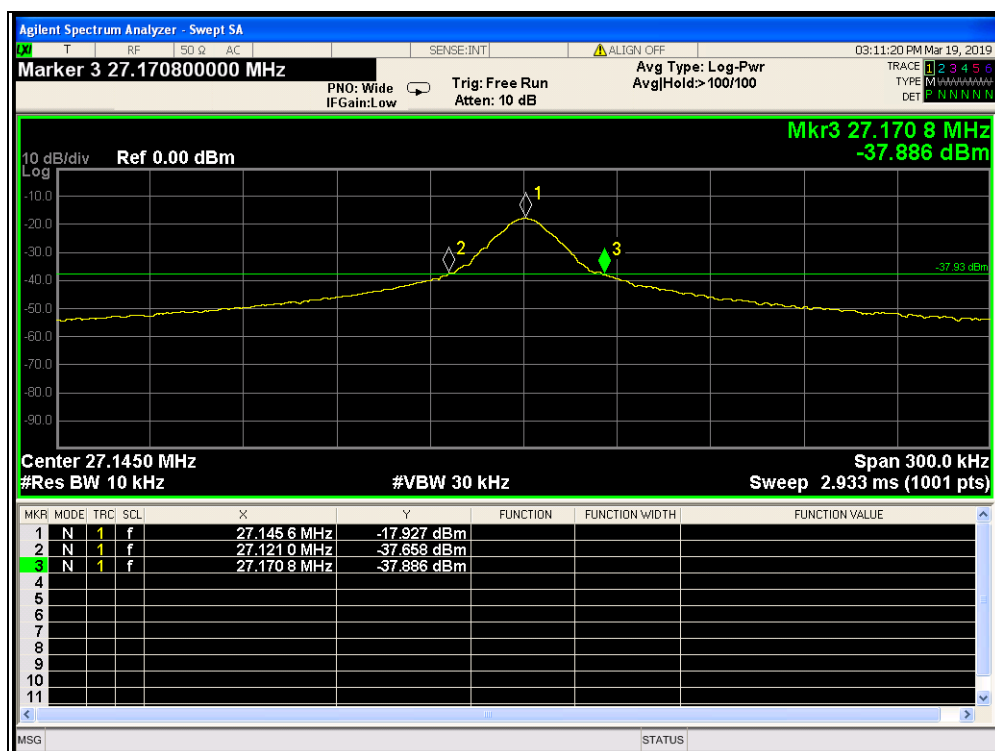 Agilent Spectrum Analyzer - Swept SA
LXI T RF 50 Ω AC SENSE:INT ALIGN OFF 03:11:20 PM Mar 19, 2019
Marker 3 27.170800000 MHz
PNO: Wide
IFGain:Low
Trig: Free Run
Atten: 10 dB
Avg Type: Log-Pwr
Avg|Hold:> 100/100
TRACE 1 2 3 4 5 6
TYPE M W W W W W
DET P N N N N N
Mkr3 27.170 8 MHz
-37.886 dBm
10 dB/div Ref 0.00 dBm
Log
-10.0
-20.0
-30.0
-40.0
-50.0
-60.0
-70.0
-80.0
-90.0
1
2
3
-37.93 dBm
Center 27.1450 MHz Span 300.0 kHz
#Res BW 10 kHz #VBW 30 kHz Sweep 2.933 ms (1001 pts)
MKR MODE TRC SCL X Y FUNCTION FUNCTION WIDTH FUNCTION VALUE
1 N 1 f 27.145 6 MHz -17.927 dBm
2 N 1 f 27.121 0 MHz -37.658 dBm
3 N 1 f 27.170 8 MHz -37.886 dBm
4
5
6
7
8
9
10
11
MSG STATUS